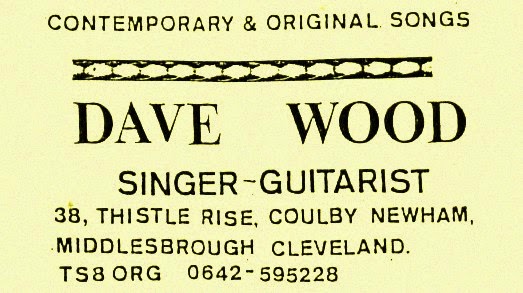 CONTEMPORARY & ORIGINAL SONGS
DAVE WOOD
SINGER-GUITARIST
38, THISTLE RISE, COULBY NEWHAM,
MIDDLESBROUGH CLEVELAND.
TS8 ORG 0642-595228